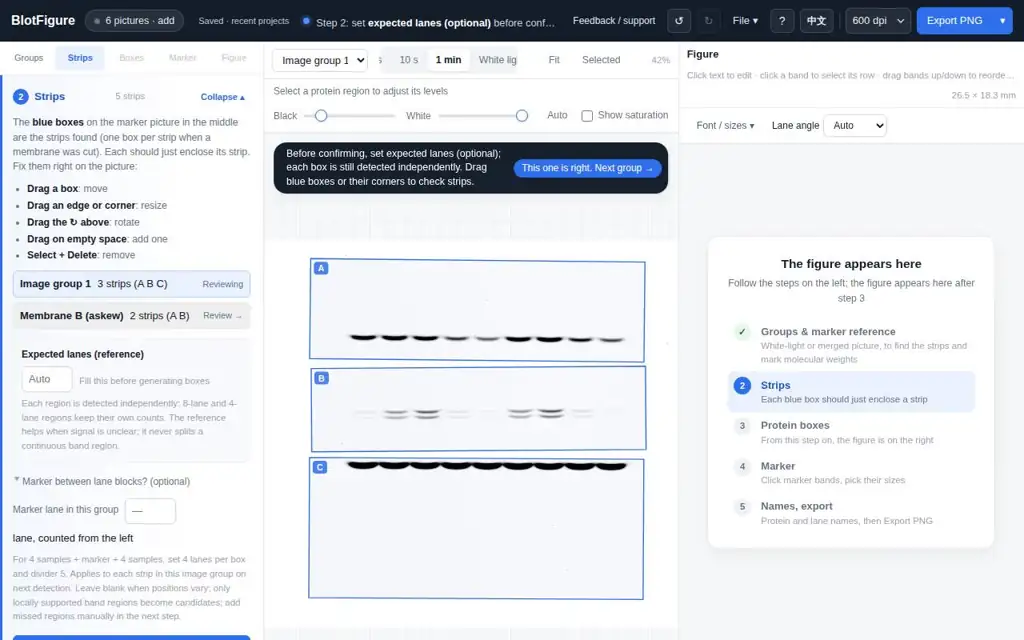 BlotFigure
6 pictures · add
Saved · recent projects
Step 2: set expected lanes (optional) before conf…
Feedback / support
↺
↻
File ▾
?
中文
600 dpi
Export PNG ▾
Groups
Strips
Boxes
Marker
Figure
2 Strips
5 strips
Collapse ▴
The blue boxes on the marker picture in the middle
are the strips found (one box per strip when a
membrane was cut). Each should just enclose its strip.
Fix them right on the picture:
• Drag a box: move
• Drag an edge or corner: resize
• Drag the ↻ above: rotate
• Drag on empty space: add one
• Select + Delete: remove
Image group 1 3 strips (A B C) Reviewing
Membrane B (askew) 2 strips (A B) Review →
Expected lanes (reference)
Auto
Fill this before generating boxes
Each region is detected independently: 8-lane and 4-
lane regions keep their own counts. The reference
helps when signal is unclear; it never splits a
continuous band region.
Marker between lane blocks? (optional)
Marker lane in this group
—
lane, counted from the left
For 4 samples + marker + 4 samples, set 4 lanes per box
and divider 5. Applies to each strip in this image group on
next detection. Leave blank when positions vary; only
locally supported band regions become candidates; add
missed regions manually in the next step.
Image group 1
s
10 s
1 min
White lig
Fit
Selected
42%
Select a protein region to adjust its levels
Black
White
Auto
Show saturation
Before confirming, set expected lanes (optional);
each box is still detected independently. Drag
blue boxes or their corners to check strips.
This one is right. Next group →
A
B
C
Figure
Click text to edit · click a band to select its row · drag bands up/down to reorde…
26.5 × 18.3 mm
Font / sizes ▾
Lane angle
Auto
The figure appears here
Follow the steps on the left; the figure appears here after
step 3
✓ Groups & marker reference
White-light or merged picture, to find the strips and
mark molecular weights
2 Strips
Each blue box should just enclose a strip
3 Protein boxes
From this step on, the figure is on the right
4 Marker
Click marker bands, pick their sizes
5 Names, export
Protein and lane names, then Export PNG